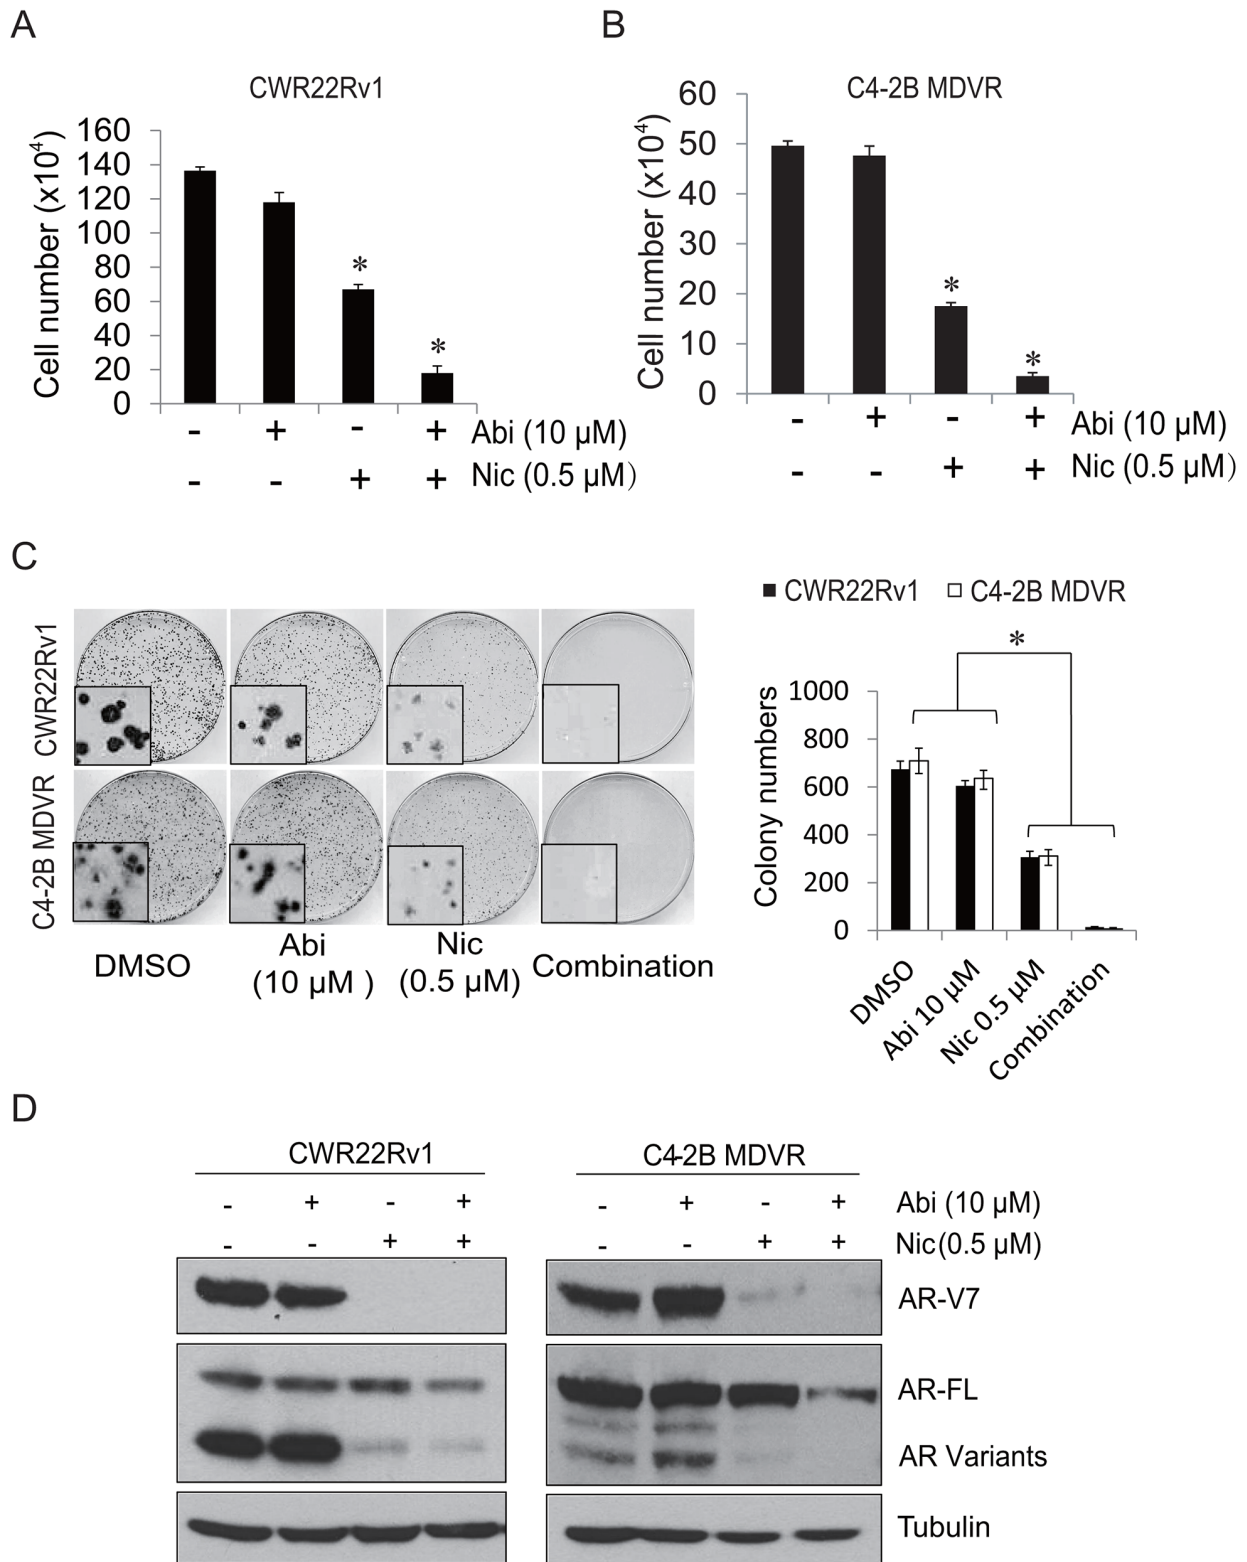 A
CWR22Rv1
Cell number (x10⁴)
160
140
120
100
80
60
40
20
0
*
*
- + - + Abi (10 µM)
- - + + Nic (0.5 µM)
B
C4-2B MDVR
Cell number (x10⁴)
60
50
40
30
20
10
0
*
*
- + - + Abi (10 µM)
- - + + Nic (0.5 µM)
C
CWR22Rv1
C4-2B MDVR
DMSO
Abi
(10 µM )
Nic
(0.5 µM)
Combination
CWR22Rv1 C4-2B MDVR
*
Colony numbers
1000
800
600
400
200
0
DMSO
Abi 10 µM
Nic 0.5 µM
Combination
D
CWR22Rv1 C4-2B MDVR
- + - + - + - + Abi (10 µM)
- - + + - - + + Nic(0.5 µM)
AR-V7
AR-FL
AR Variants
Tubulin